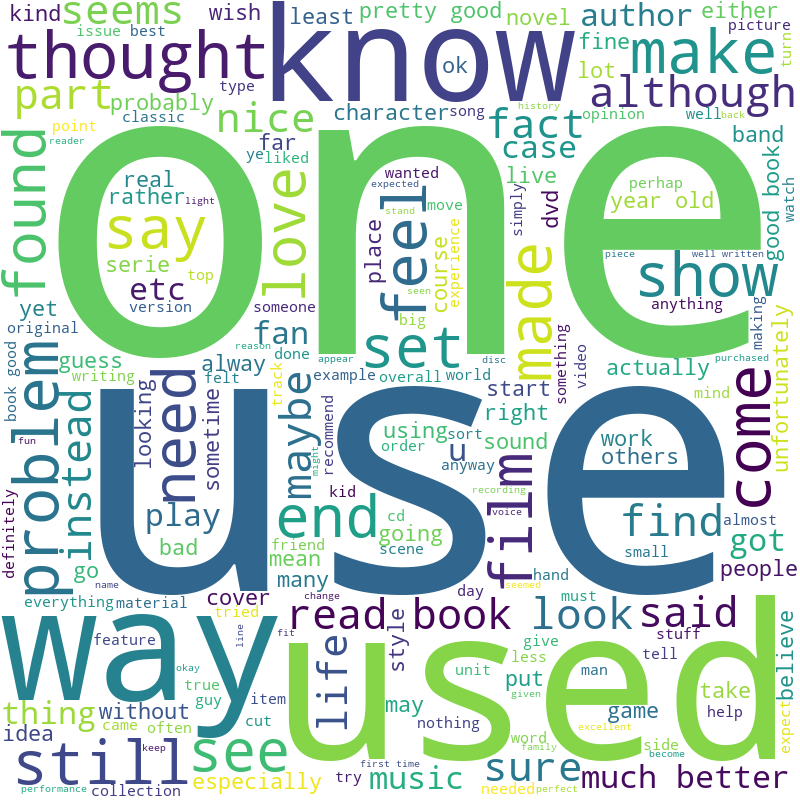 kind
seems
issue
best
wish
least
pretty good
novel
author
either
picture
thought
know
ok
fine
lot
make
turn
part
probably
type
character
song
history
although
point
classic
nice
far
fact
opinion
well
back
reader
found
one
ye
liked
case
live
band
real
rather
light
say
love
wanted
expected
feel
move
simply
dvd
perhap
year old
good book
watch
serie
etc
top
version
place
stand
course
experience
made
piece
well written
show
anything
yet
original
someone
seen
big
set
fan
reason
done
appear
disc
something
video
making
purchased
book good
problem
guess
writing
alway
felt
track
example
overall
world
start
actually
mind
unfortunately
fun
instead
looking
need
sometime
maybe
might
recommend
using
order
u
sort
anyway
right
sound
film
work
others
come
use
play
bad
kid
end
cd
going
scene
recording
voice
find
small
almost
got
definitely
go
name
friend
mean
many
hand
people
everything
material
cover
tried
change
day
must
way
feature
line
fit
read book
look
said
okay
true
guy
life
style
used
give
less
unit
stuff
tell
believe
thing
came
often
without
item
cut
may
nothing
put
given
man
take
help
idea
still
keep
see
especially
word
family
game
excellent
side
become
expect
performance
collection
try
first time
music
sure
needed
perfect
seemed
much better